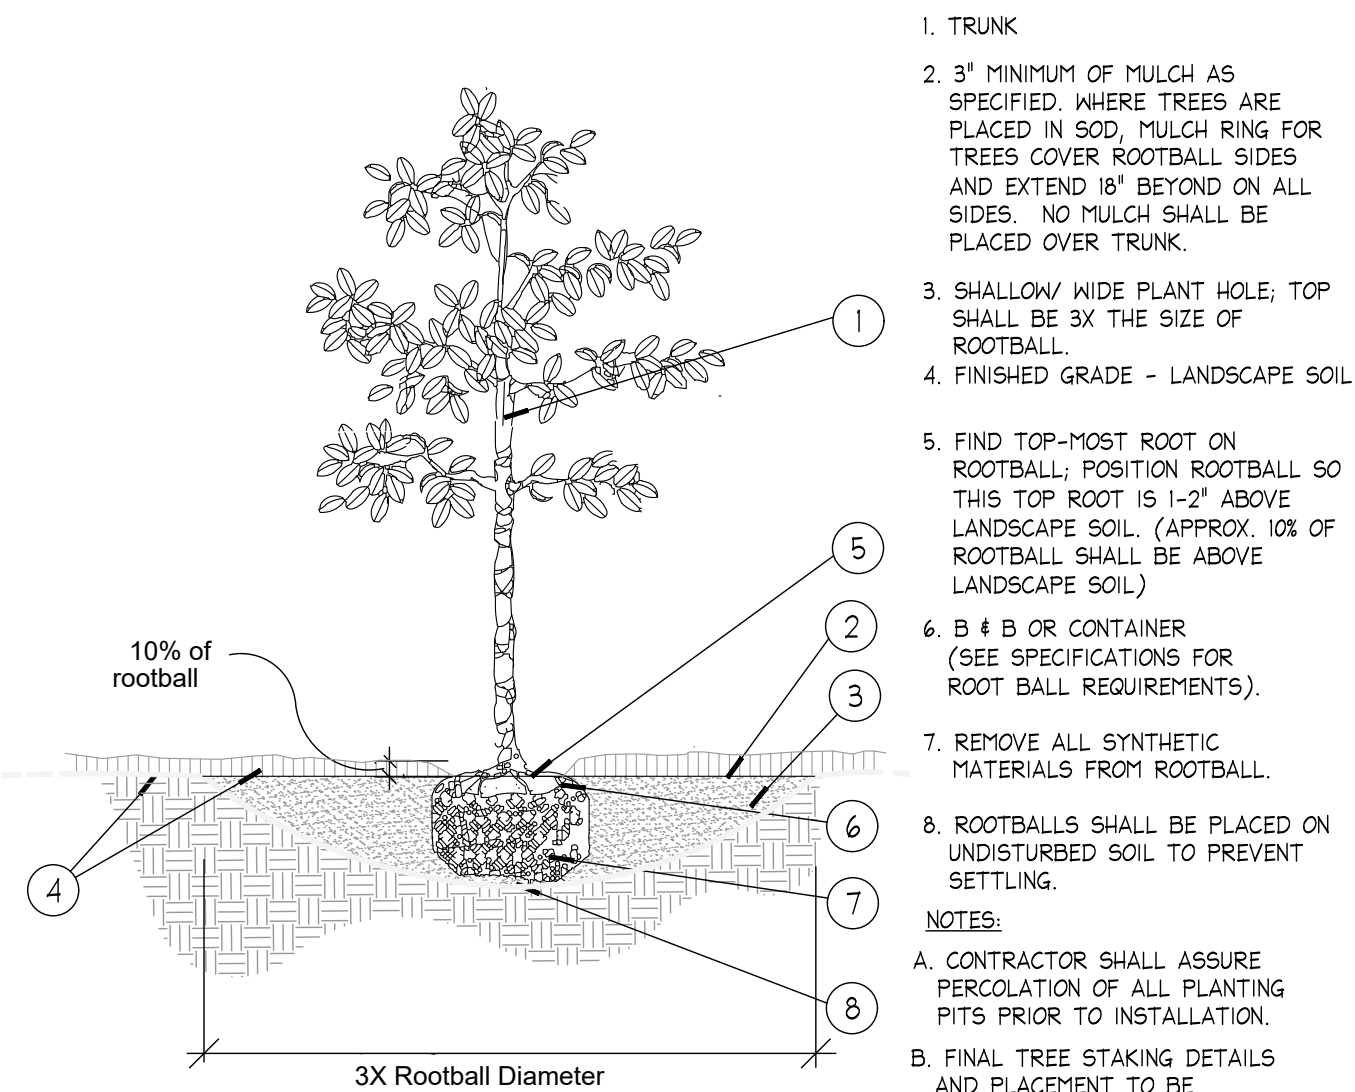 1. TRUNK
2. 3" MINIMUM OF MULCH AS
SPECIFIED. WHERE TREES ARE
PLACED IN SOD, MULCH RING FOR
TREES COVER ROOTBALL SIDES
AND EXTEND 18" BEYOND ON ALL
SIDES. NO MULCH SHALL BE
PLACED OVER TRUNK.
3. SHALLOW/ WIDE PLANT HOLE; TOP
SHALL BE 3X THE SIZE OF
ROOTBALL.
4. FINISHED GRADE - LANDSCAPE SOIL
5. FIND TOP-MOST ROOT ON
ROOTBALL; POSITION ROOTBALL SO
THIS TOP ROOT IS 1-2" ABOVE
LANDSCAPE SOIL. (APPROX. 10% OF
ROOTBALL SHALL BE ABOVE
LANDSCAPE SOIL)
6. B & B OR CONTAINER
(SEE SPECIFICATIONS FOR
ROOT BALL REQUIREMENTS).
7. REMOVE ALL SYNTHETIC
MATERIALS FROM ROOTBALL.
8. ROOTBALLS SHALL BE PLACED ON
UNDISTURBED SOIL TO PREVENT
SETTLING.
NOTES:
A. CONTRACTOR SHALL ASSURE
PERCOLATION OF ALL PLANTING
PITS PRIOR TO INSTALLATION.
B. FINAL TREE STAKING DETAILS
AND PLACEMENT TO BE
1
5
2
3
6
7
8
4
10% of
rootball
3X Rootball Diameter